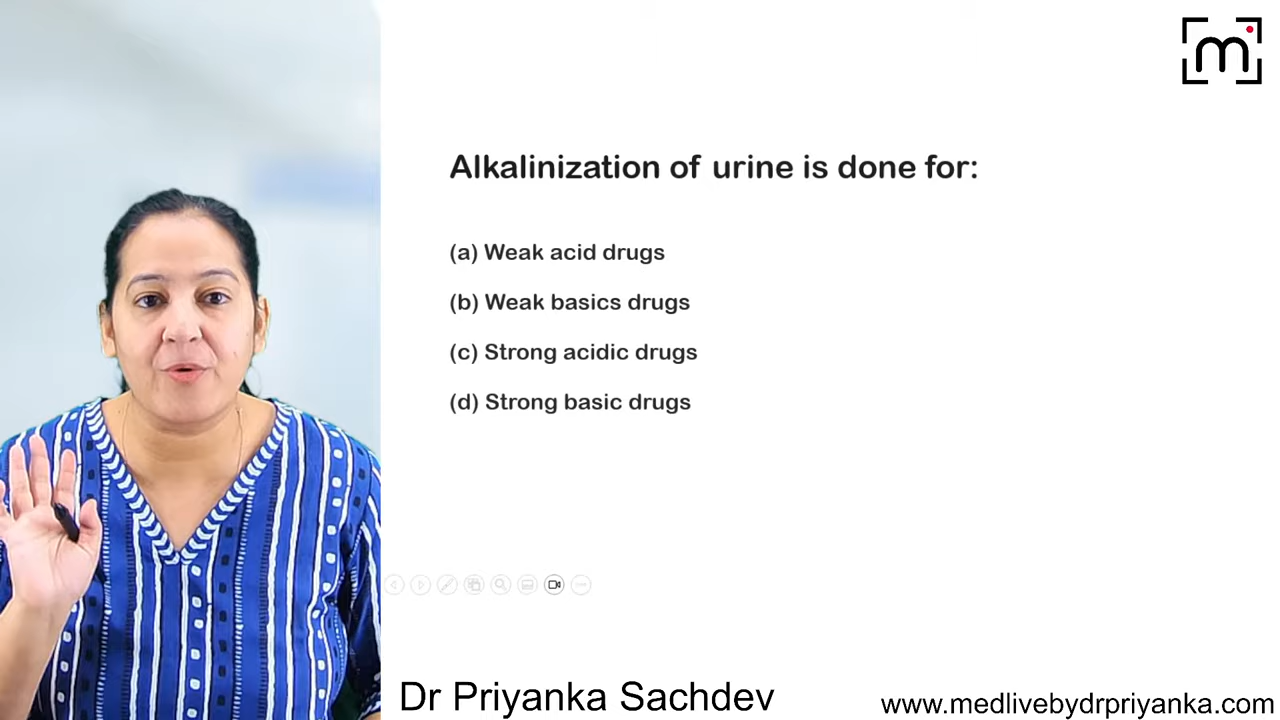 m
Alkalinization of urine is done for:
(a) Weak acid drugs
(b) Weak basics drugs
(c) Strong acidic drugs
(d) Strong basic drugs
Dr Priyanka Sachdev
www.medlivebydrpriyanka.com